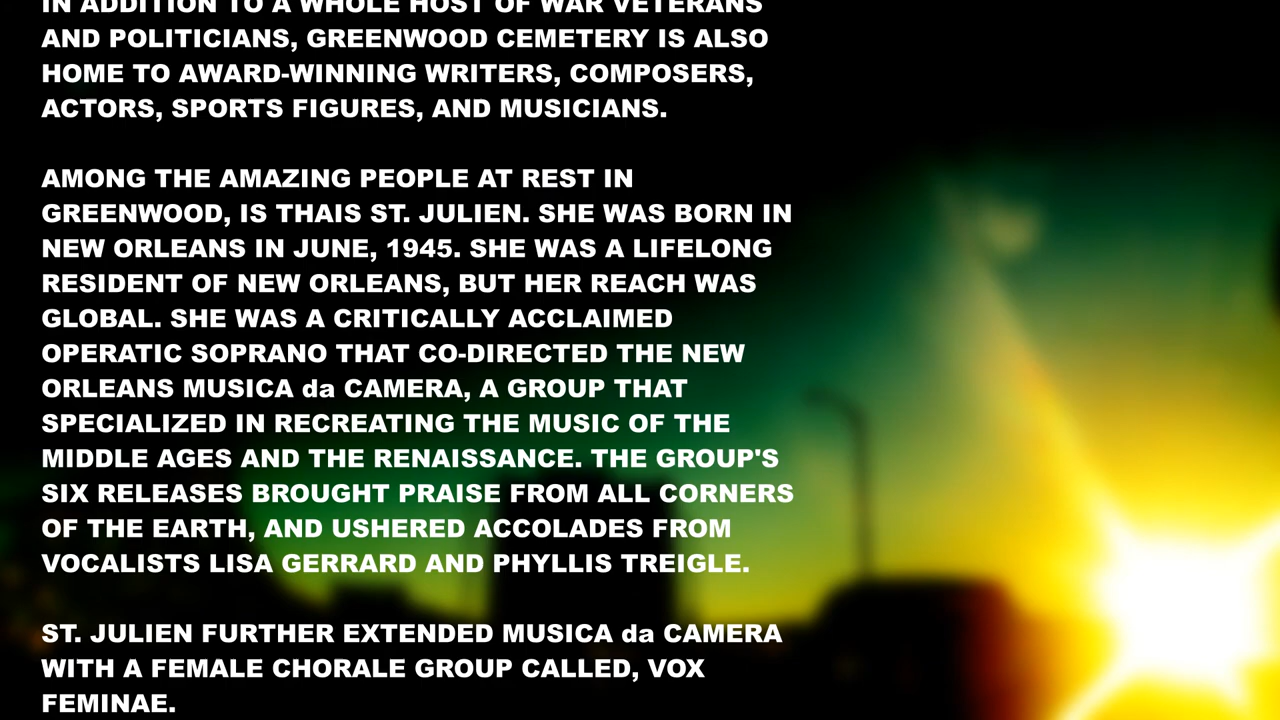 IN ADDITION TO A WHOLE HOST OF WAR VETERANS
AND POLITICIANS, GREENWOOD CEMETERY IS ALSO
HOME TO AWARD-WINNING WRITERS, COMPOSERS,
ACTORS, SPORTS FIGURES, AND MUSICIANS.
AMONG THE AMAZING PEOPLE AT REST IN
GREENWOOD, IS THAIS ST. JULIEN. SHE WAS BORN IN
NEW ORLEANS IN JUNE, 1945. SHE WAS A LIFELONG
RESIDENT OF NEW ORLEANS, BUT HER REACH WAS
GLOBAL. SHE WAS A CRITICALLY ACCLAIMED
OPERATIC SOPRANO THAT CO-DIRECTED THE NEW
ORLEANS MUSICA da CAMERA, A GROUP THAT
SPECIALIZED IN RECREATING THE MUSIC OF THE
MIDDLE AGES AND THE RENAISSANCE. THE GROUP'S
SIX RELEASES BROUGHT PRAISE FROM ALL CORNERS
OF THE EARTH, AND USHERED ACCOLADES FROM
VOCALISTS LISA GERRARD AND PHYLLIS TREIGLE.
ST. JULIEN FURTHER EXTENDED MUSICA da CAMERA
WITH A FEMALE CHORALE GROUP CALLED, VOX
FEMINAE.